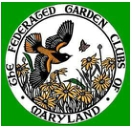 THE FEDERATED GARDEN CLUBS OF
MARYLAND